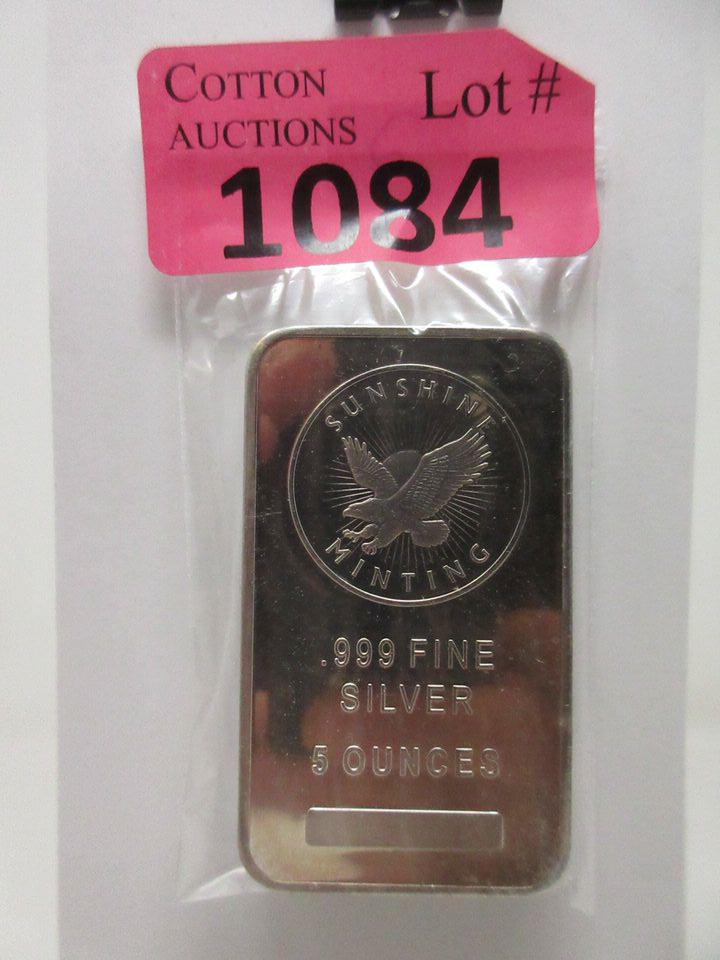 COTTON
AUCTIONS
Lot #
1084
SUNSHINE
MINTING
.999 FINE
SILVER
5 OUNCES